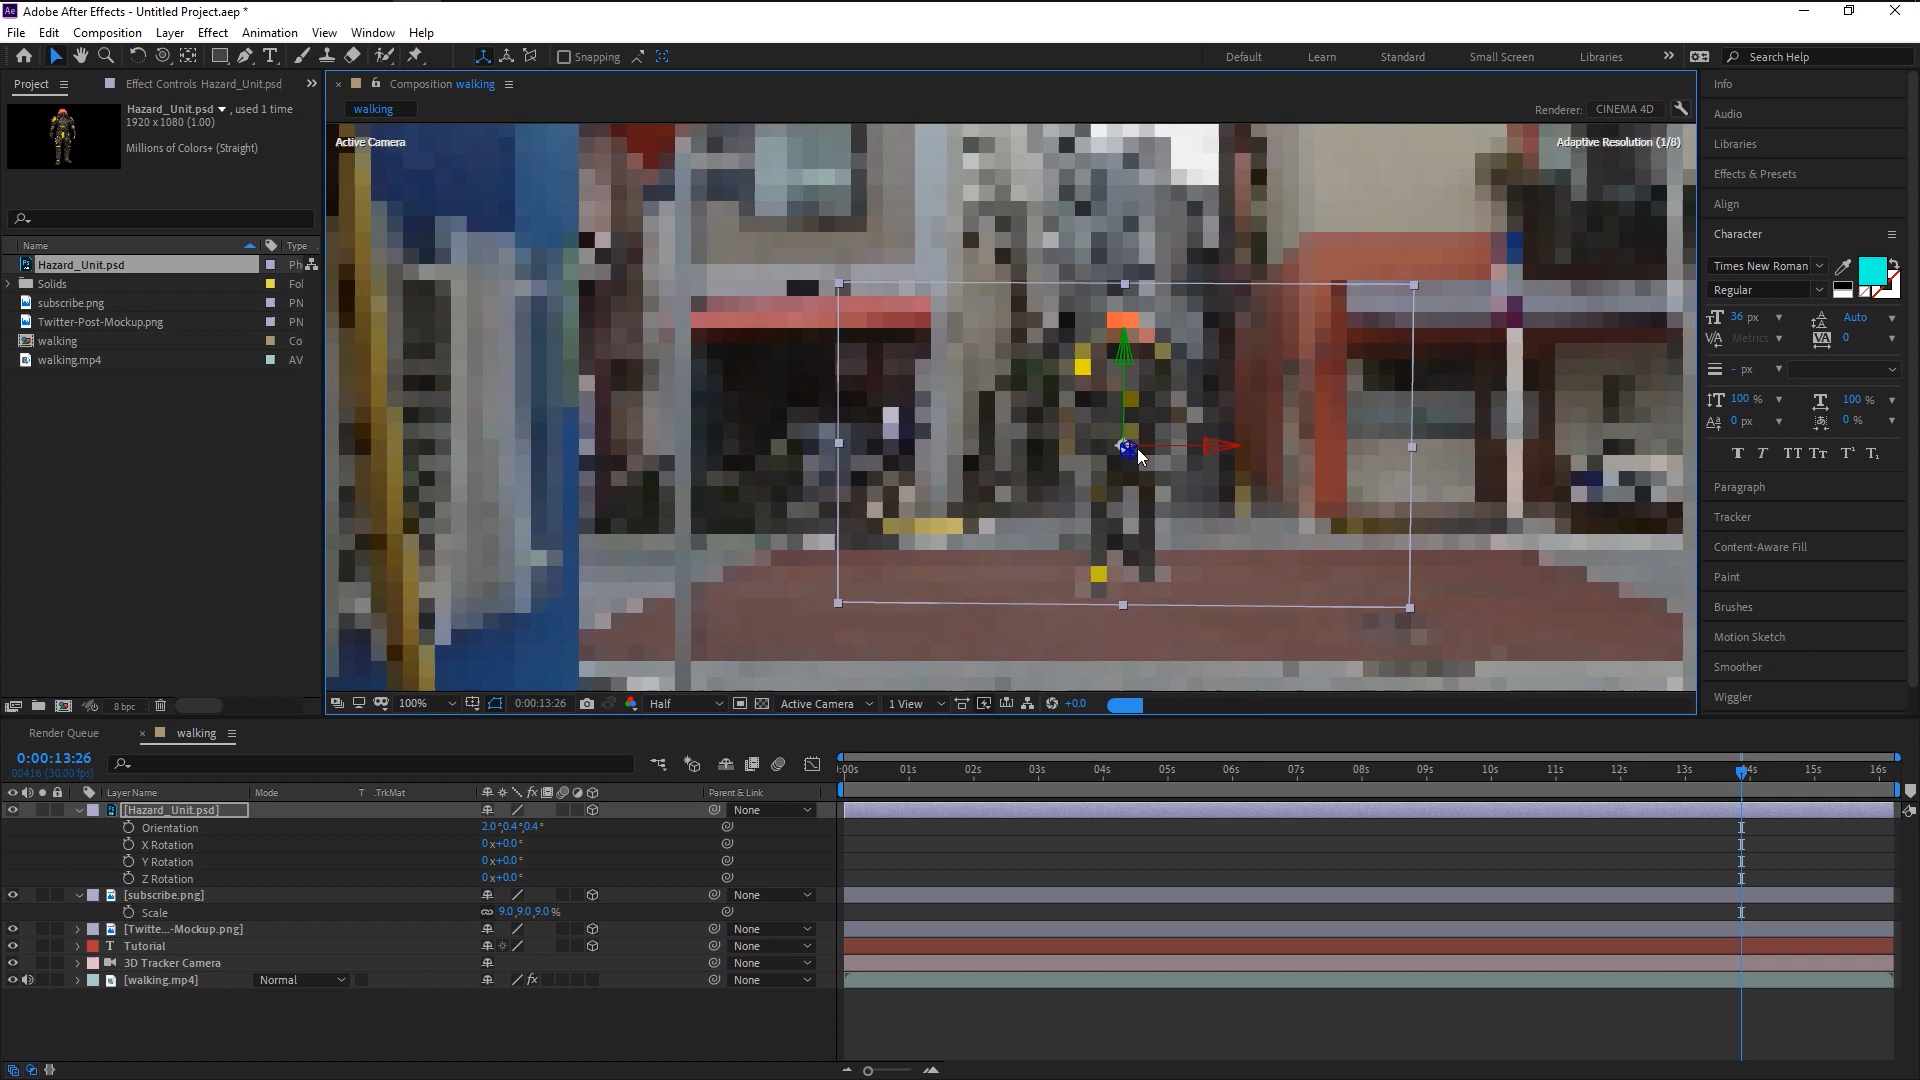 Adobe After Effects - Untitled Project.aep *
File Edit Composition Layer Effect Animation View Window Help
Snapping
Default Learn Standard Small Screen Libraries
Search Help
Project
Effect Controls Hazard_Unit.psd
Composition walking
Info
Hazard_Unit.psd , used 1 time
1920 x 1080 (1.00)
Millions of Colors+ (Straight)
walking
Renderer: CINEMA 4D
Audio
Active Camera
Adaptive Resolution (1/8)
Libraries
Effects & Presets
Align
Character
Name Type
Hazard_Unit.psd Ph
Solids Fol
subscribe.png PN
Twitter-Post-Mockup.png PN
walking Co
walking.mp4 AV
Times New Roman
Regular
36 px Auto
Metrics 0
- px
100 % 100 %
0 px 0 %
T T TT Tt T¹ T₁
Paragraph
Tracker
Content-Aware Fill
Paint
Brushes
Motion Sketch
Smoother
Wiggler
8 bpc
100% 0:00:13:26 Half Active Camera 1 View +0.0
Render Queue
walking
0:00:13:26
00416 (30.00 fps)
:00s 01s 02s 03s 04s 05s 06s 07s 08s 09s 10s 11s 12s 13s 4s 15s 16s
Layer Name Mode T .TrkMat Parent & Link
[Hazard_Unit.psd] None
Orientation 2.0°,0.4°,0.4°
X Rotation 0x+0.0°
Y Rotation 0x+0.0°
Z Rotation 0x+0.0°
[subscribe.png] None
Scale 9.0,9.0,9.0%
[Twitte...-Mockup.png] None
T Tutorial None
3D Tracker Camera None
[walking.mp4] Normal None